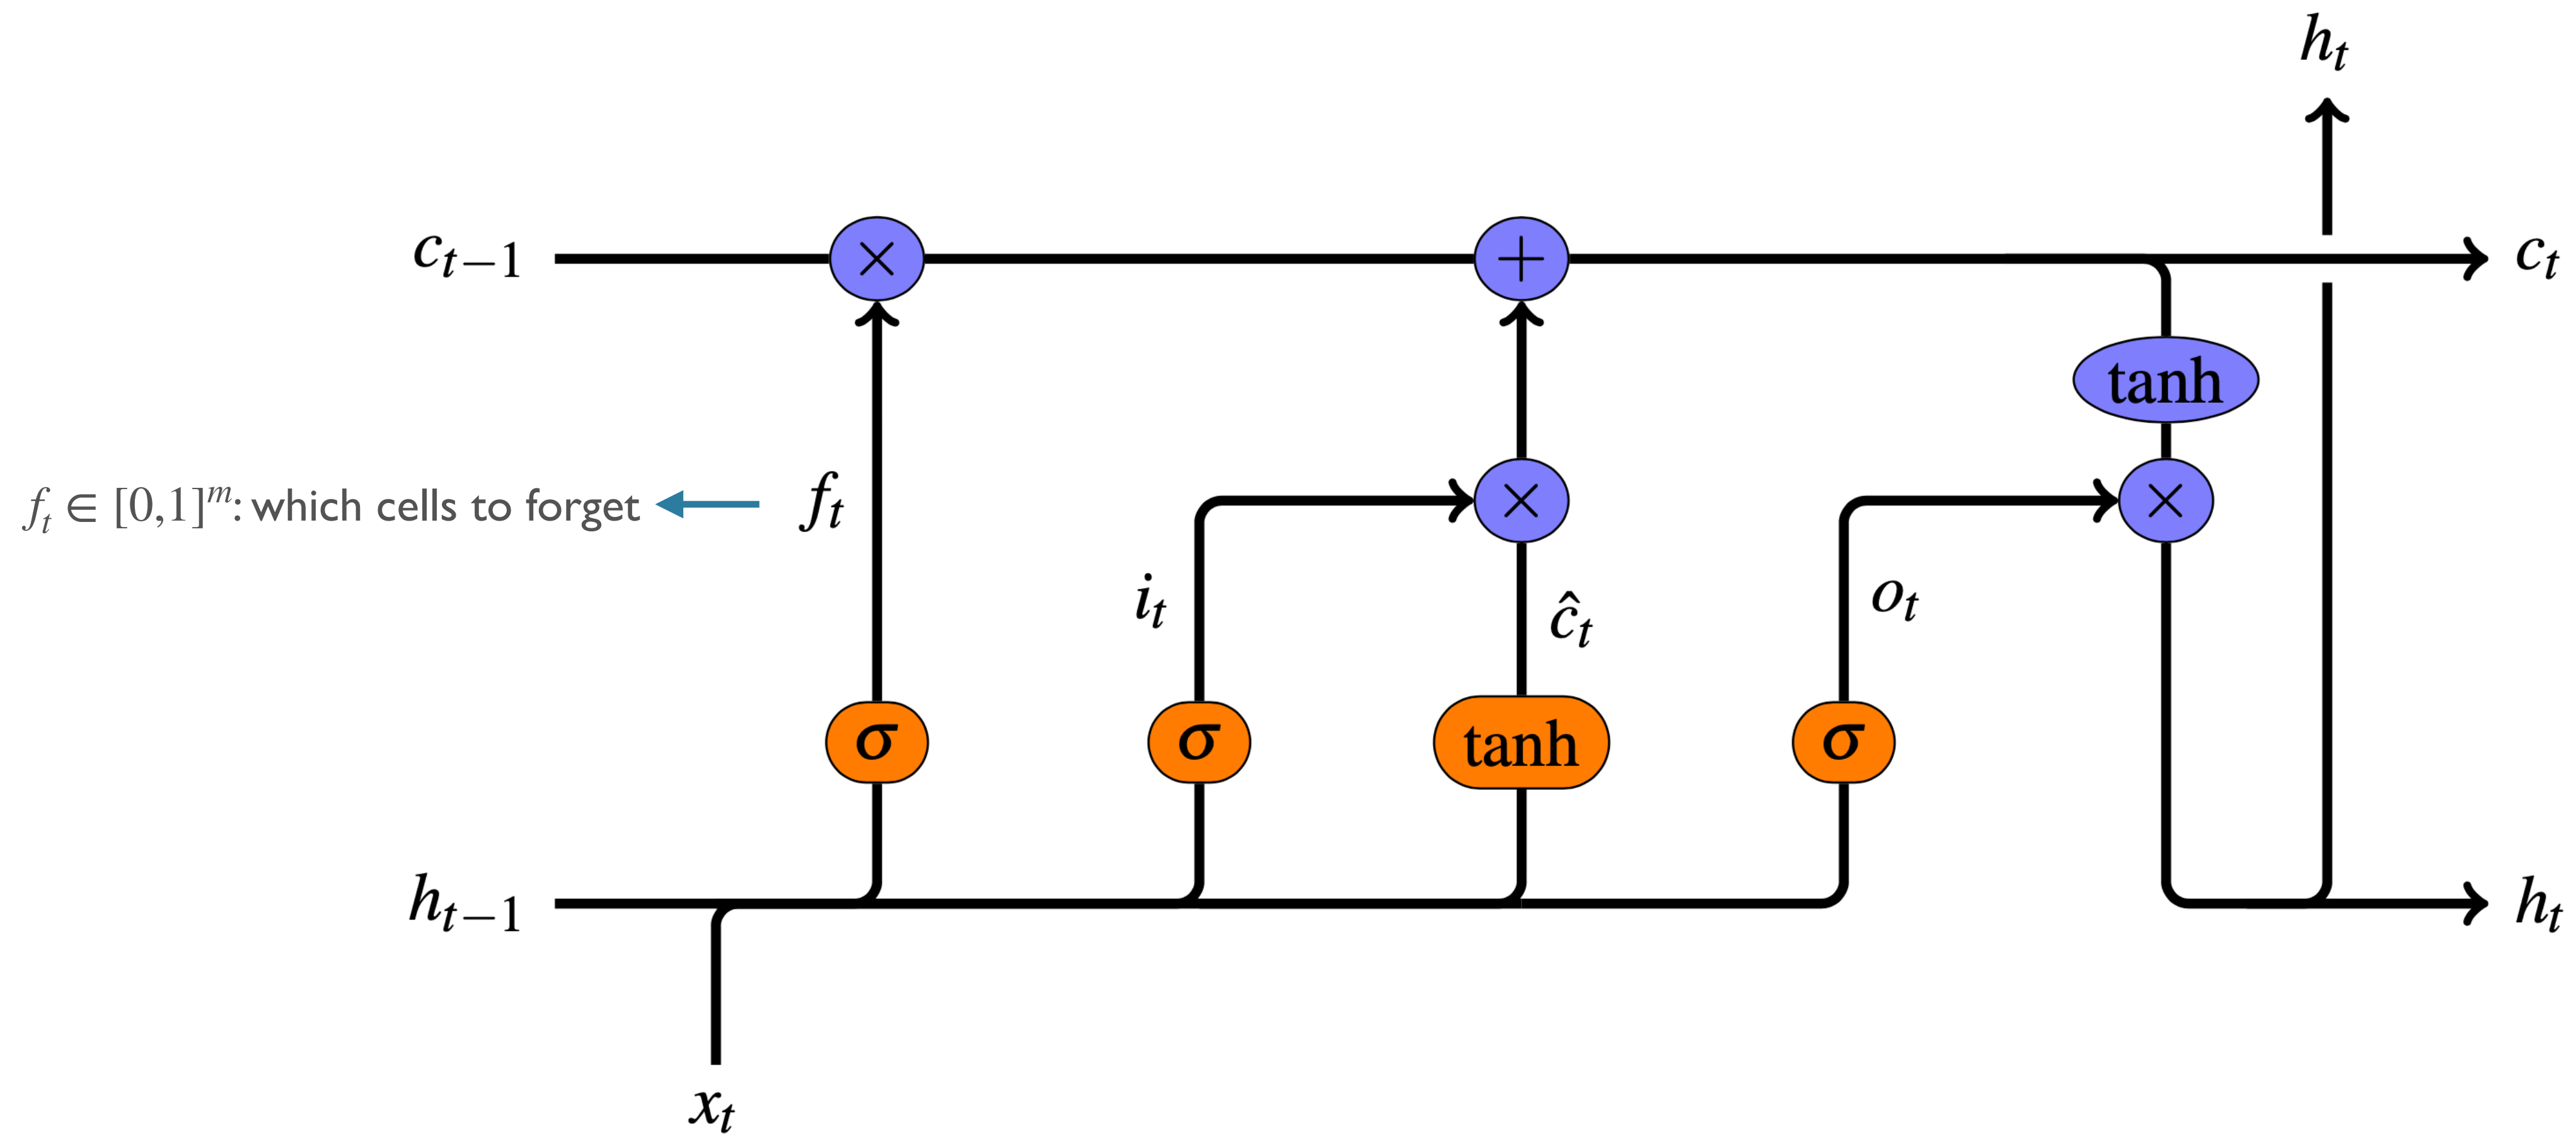 h_t
c_{t-1}
×
+
c_t
tanh
f_t ∈ [0,1]^m: which cells to forget
f_t
×
×
i_t
ĉ_t
o_t
σ
σ
tanh
σ
h_{t-1}
h_t
x_t